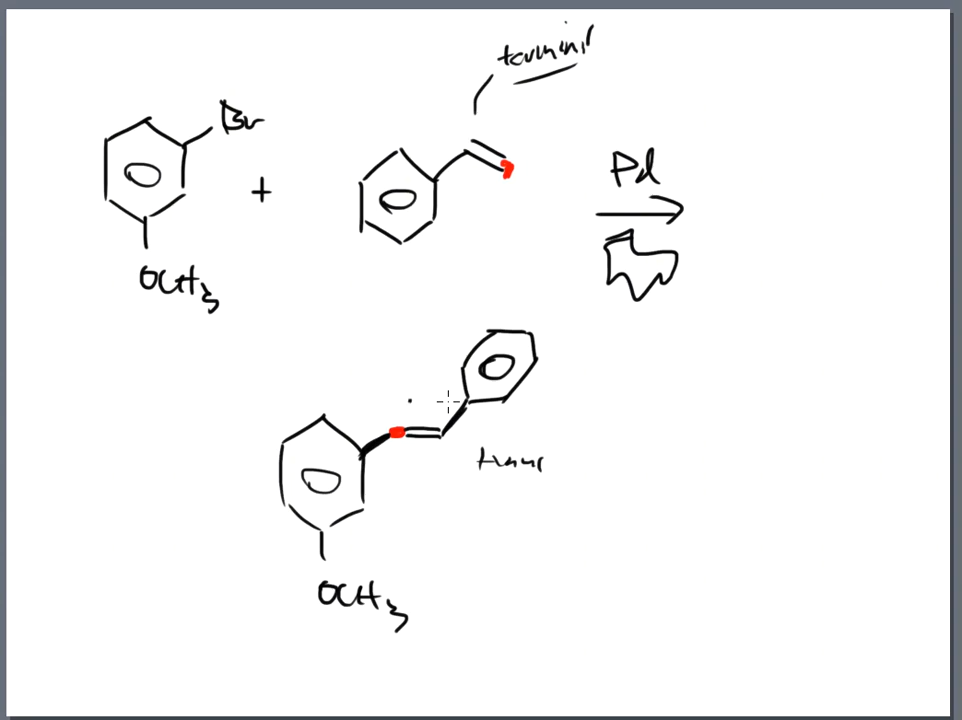 terminal
Br
+
Pd
OCH3
trans
OCH3